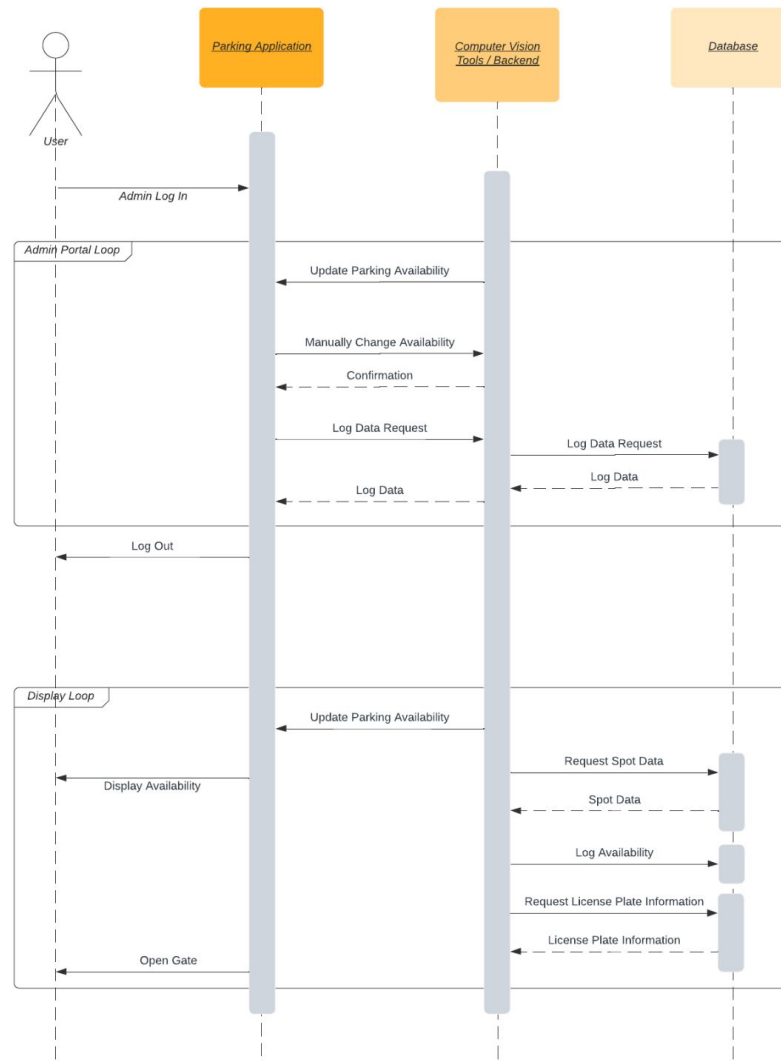 Parking Application
Computer Vision
Tools / Backend
Database
User
Admin Log In
Admin Portal Loop
Update Parking Availability
Manually Change Availability
Confirmation
Log Data Request
Log Data Request
Log Data
Log Data
Log Out
Display Loop
Update Parking Availability
Request Spot Data
Display Availability
Spot Data
Log Availability
Request License Plate Information
License Plate Information
Open Gate